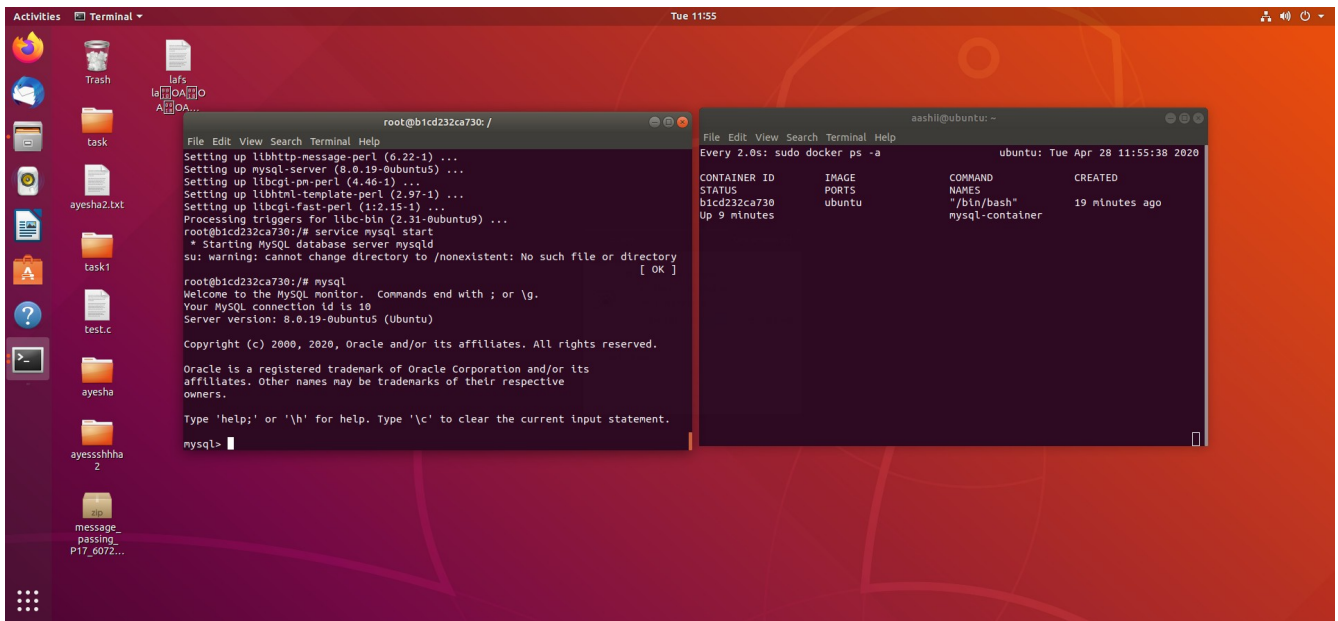 Activities Terminal Tue 11:55
Trash
lafs
la OA O
A OA...
task
ayesha2.txt
task1
test.c
ayesha
ayessshhha
2
zip
message_
passing_
P17_6072...
root@b1cd232ca730: /
File Edit View Search Terminal Help
Setting up libhttp-message-perl (6.22-1) ...
Setting up mysql-server (8.0.19-0ubuntu5) ...
Setting up libcgi-pm-perl (4.46-1) ...
Setting up libhtml-template-perl (2.97-1) ...
Setting up libcgi-fast-perl (1:2.15-1) ...
Processing triggers for libc-bin (2.31-0ubuntu9) ...
root@b1cd232ca730:/# service mysql start
* Starting MySQL database server mysqld
su: warning: cannot change directory to /nonexistent: No such file or directory
[ OK ]
root@b1cd232ca730:/# mysql
Welcome to the MySQL monitor.  Commands end with ; or \g.
Your MySQL connection id is 10
Server version: 8.0.19-0ubuntu5 (Ubuntu)
Copyright (c) 2000, 2020, Oracle and/or its affiliates. All rights reserved.
Oracle is a registered trademark of Oracle Corporation and/or its
affiliates. Other names may be trademarks of their respective
owners.
Type 'help;' or '\h' for help. Type '\c' to clear the current input statement.
mysql>
aashil@ubuntu: ~
File Edit View Search Terminal Help
Every 2.0s: sudo docker ps -a ubuntu: Tue Apr 28 11:55:38 2020
CONTAINER ID IMAGE COMMAND CREATED
STATUS PORTS NAMES
b1cd232ca730 ubuntu "/bin/bash" 19 minutes ago
Up 9 minutes mysql-container